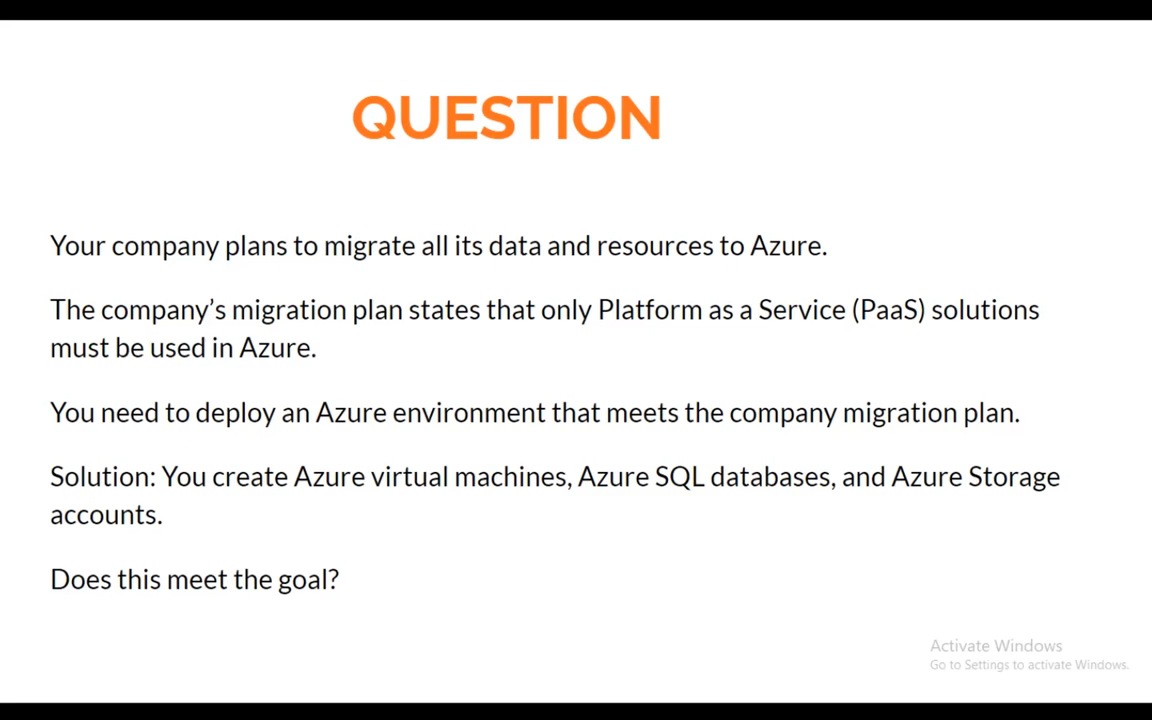 QUESTION
Your company plans to migrate all its data and resources to Azure.
The company’s migration plan states that only Platform as a Service (PaaS) solutions
must be used in Azure.
You need to deploy an Azure environment that meets the company migration plan.
Solution: You create Azure virtual machines, Azure SQL databases, and Azure Storage
accounts.
Does this meet the goal?
Activate Windows
Go to Settings to activate Windows.